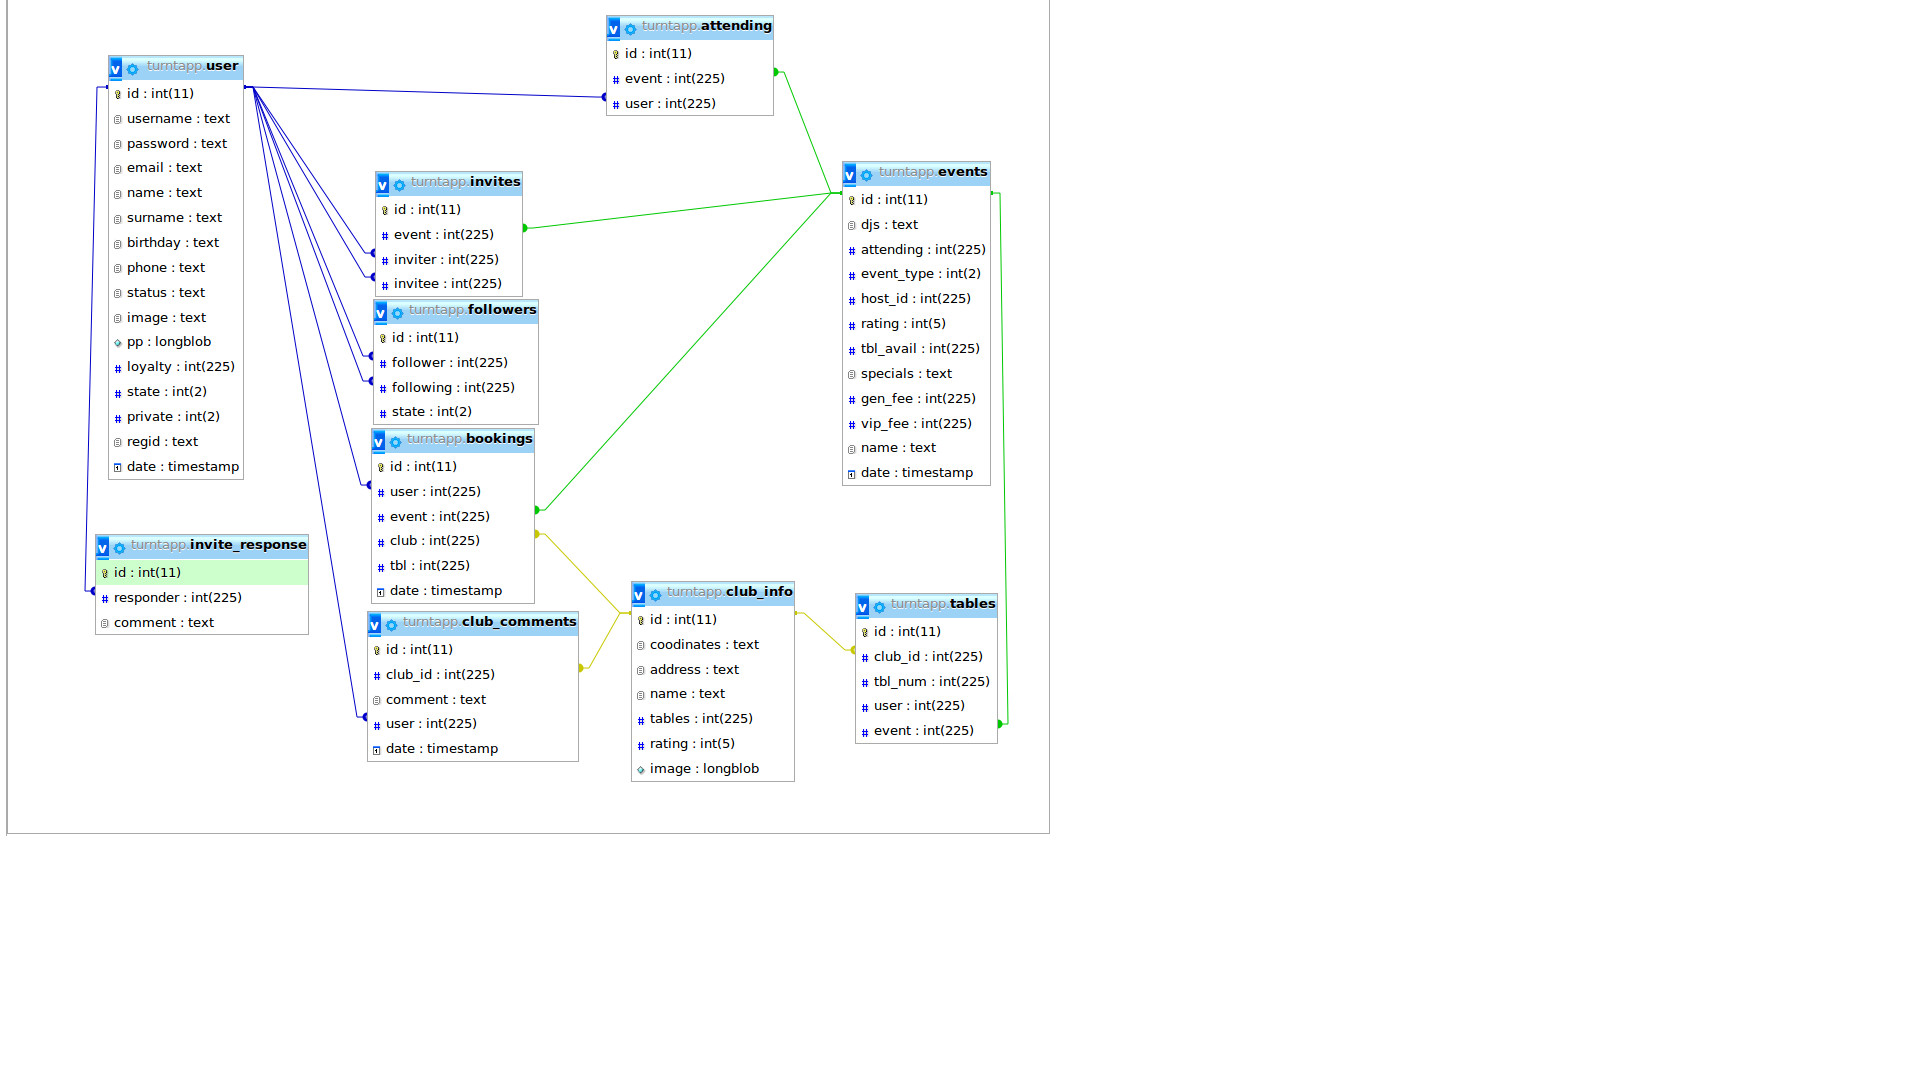 turntapp.attending
id : int(11)
event : int(225)
user : int(225)
turntapp.user
id : int(11)
username : text
password : text
email : text
name : text
surname : text
birthday : text
phone : text
status : text
image : text
pp : longblob
loyalty : int(225)
state : int(2)
private : int(2)
regid : text
date : timestamp
turntapp.invites
id : int(11)
event : int(225)
inviter : int(225)
invitee : int(225)
turntapp.events
id : int(11)
djs : text
attending : int(225)
event_type : int(2)
host_id : int(225)
rating : int(5)
tbl_avail : int(225)
specials : text
gen_fee : int(225)
vip_fee : int(225)
name : text
date : timestamp
turntapp.followers
id : int(11)
follower : int(225)
following : int(225)
state : int(2)
turntapp.bookings
id : int(11)
user : int(225)
event : int(225)
club : int(225)
tbl : int(225)
date : timestamp
turntapp.invite_response
id : int(11)
responder : int(225)
comment : text
turntapp.club_comments
id : int(11)
club_id : int(225)
comment : text
user : int(225)
date : timestamp
turntapp.club_info
id : int(11)
coodinates : text
address : text
name : text
tables : int(225)
rating : int(5)
image : longblob
turntapp.tables
id : int(11)
club_id : int(225)
tbl_num : int(225)
user : int(225)
event : int(225)